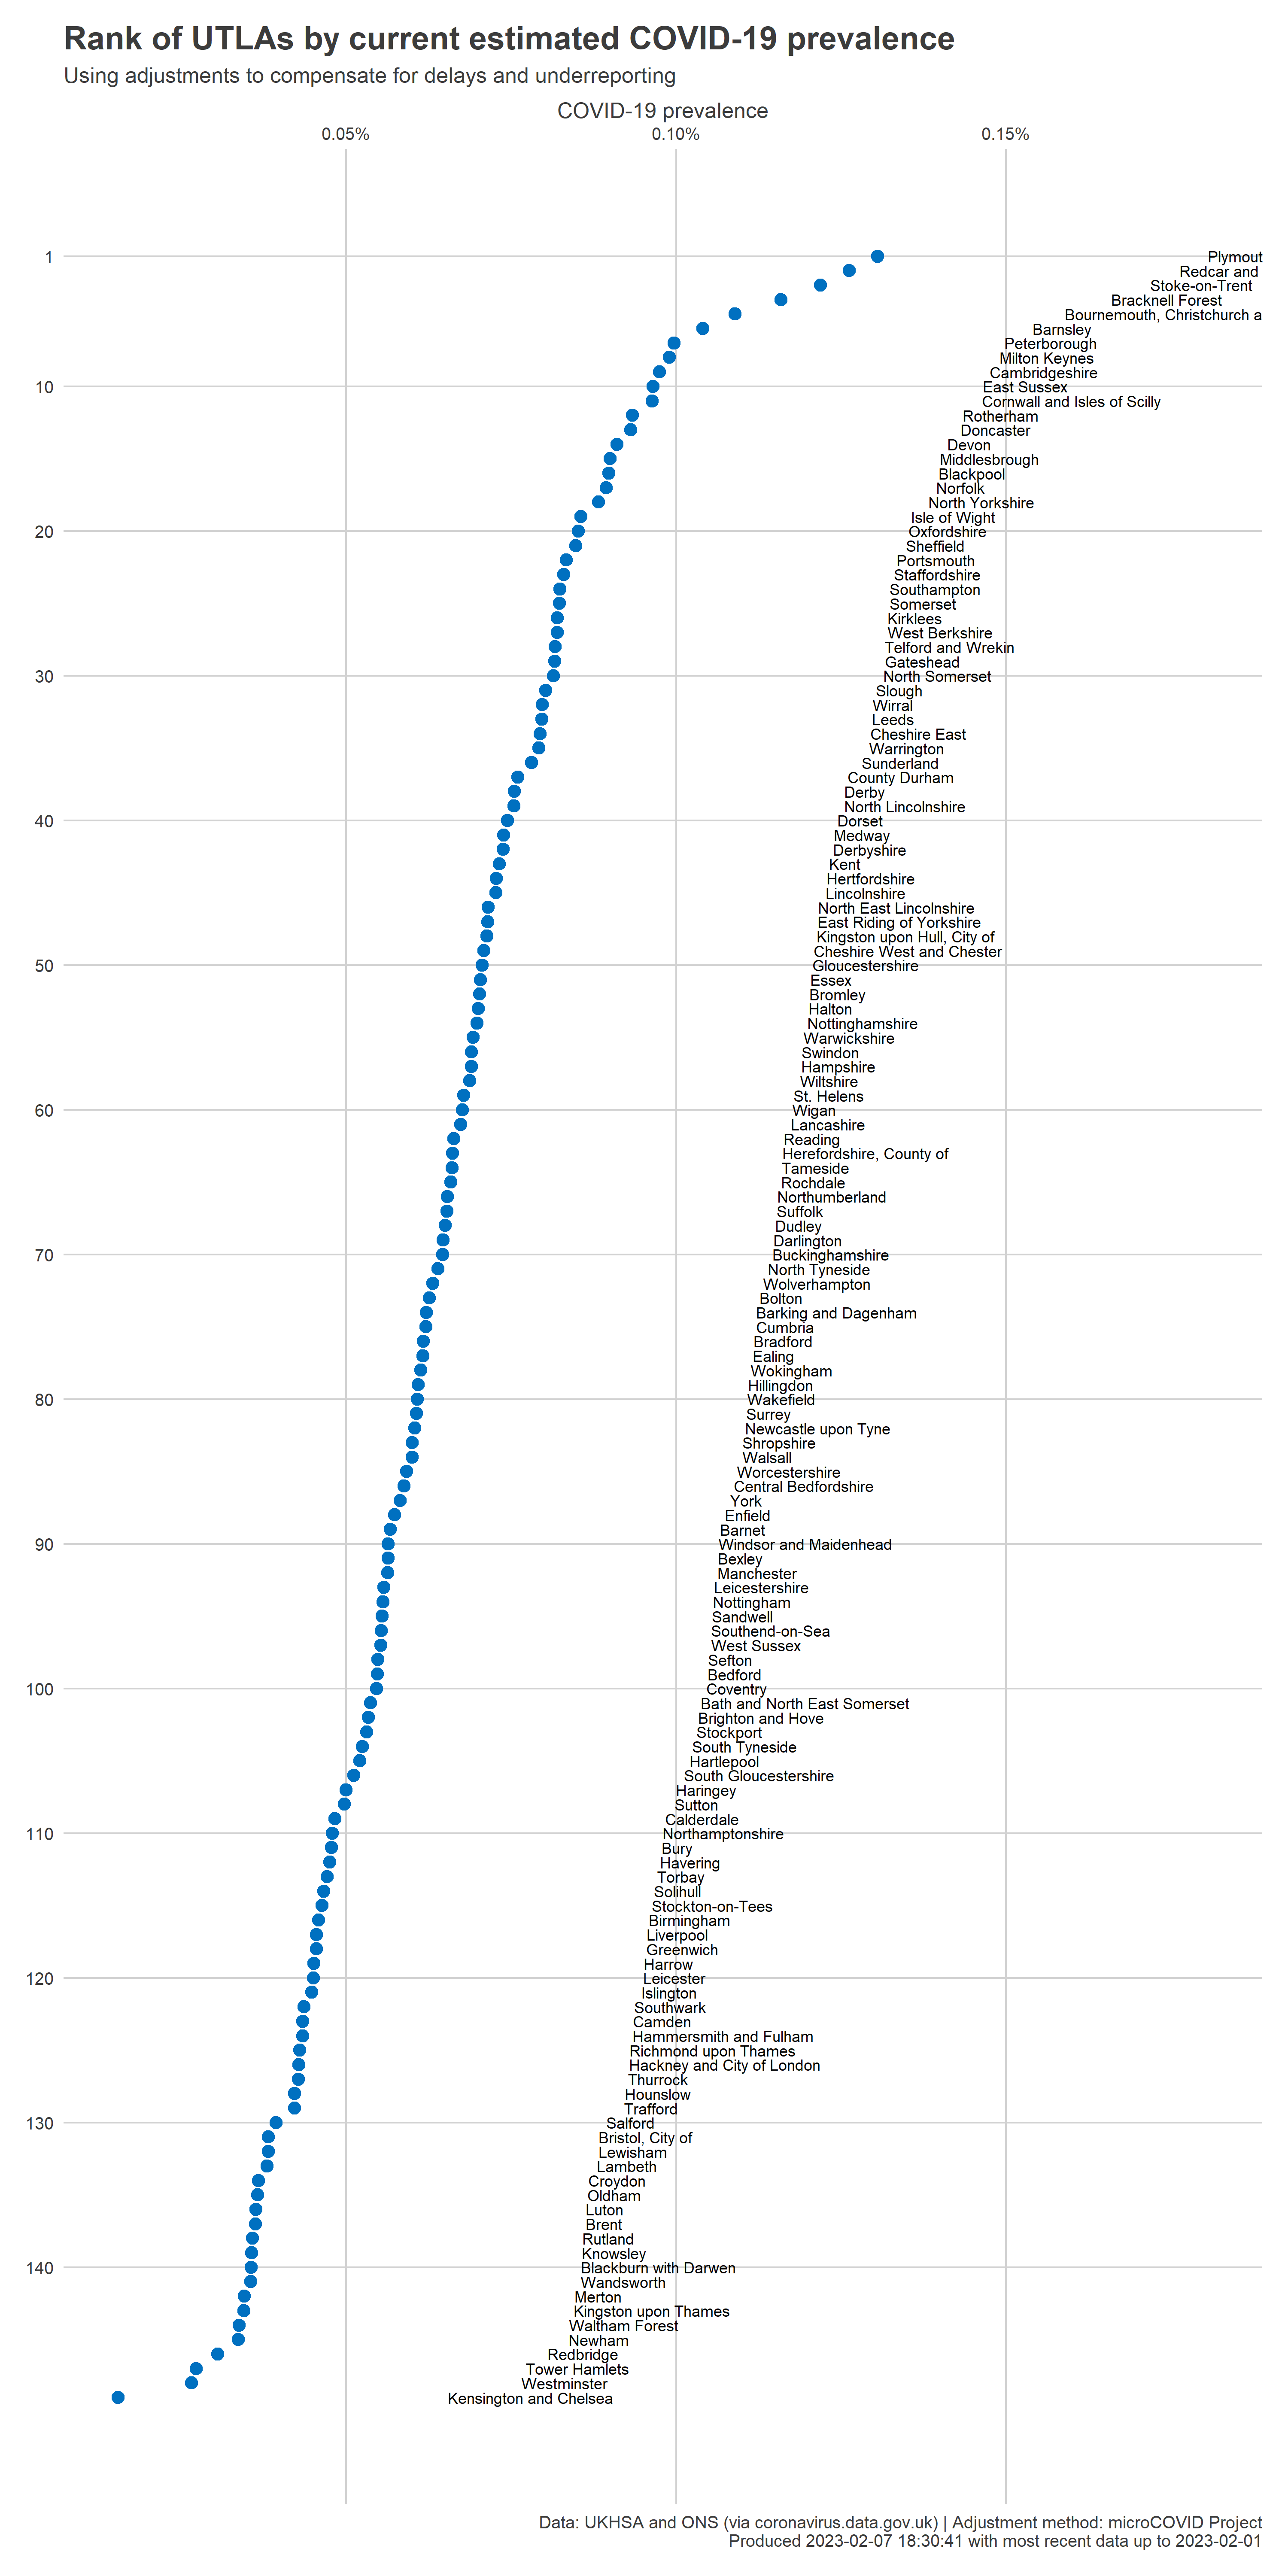 Rank of UTLAs by current estimated COVID-19 prevalence
Using adjustments to compensate for delays and underreporting
COVID-19 prevalence
0.05% 0.10% 0.15%
1 Plymout
Redcar and
Stoke-on-Trent
Bracknell Forest
Bournemouth, Christchurch a
Barnsley
Peterborough
Milton Keynes
Cambridgeshire
10 East Sussex
Cornwall and Isles of Scilly
Rotherham
Doncaster
Devon
Middlesbrough
Blackpool
Norfolk
North Yorkshire
Isle of Wight
20 Oxfordshire
Sheffield
Portsmouth
Staffordshire
Southampton
Somerset
Kirklees
West Berkshire
Telford and Wrekin
Gateshead
30 North Somerset
Slough
Wirral
Leeds
Cheshire East
Warrington
Sunderland
County Durham
Derby
North Lincolnshire
40 Dorset
Medway
Derbyshire
Kent
Hertfordshire
Lincolnshire
North East Lincolnshire
East Riding of Yorkshire
Kingston upon Hull, City of
Cheshire West and Chester
50 Gloucestershire
Essex
Bromley
Halton
Nottinghamshire
Warwickshire
Swindon
Hampshire
Wiltshire
St. Helens
60 Wigan
Lancashire
Reading
Herefordshire, County of
Tameside
Rochdale
Northumberland
Suffolk
Dudley
Darlington
70 Buckinghamshire
North Tyneside
Wolverhampton
Bolton
Barking and Dagenham
Cumbria
Bradford
Ealing
Wokingham
Hillingdon
80 Wakefield
Surrey
Newcastle upon Tyne
Shropshire
Walsall
Worcestershire
Central Bedfordshire
York
Enfield
Barnet
90 Windsor and Maidenhead
Bexley
Manchester
Leicestershire
Nottingham
Sandwell
Southend-on-Sea
West Sussex
Sefton
Bedford
100 Coventry
Bath and North East Somerset
Brighton and Hove
Stockport
South Tyneside
Hartlepool
South Gloucestershire
Haringey
Sutton
Calderdale
110 Northamptonshire
Bury
Havering
Torbay
Solihull
Stockton-on-Tees
Birmingham
Liverpool
Greenwich
Harrow
120 Leicester
Islington
Southwark
Camden
Hammersmith and Fulham
Richmond upon Thames
Hackney and City of London
Thurrock
Hounslow
Trafford
130 Salford
Bristol, City of
Lewisham
Lambeth
Croydon
Oldham
Luton
Brent
Rutland
Knowsley
140 Blackburn with Darwen
Wandsworth
Merton
Kingston upon Thames
Waltham Forest
Newham
Redbridge
Tower Hamlets
Westminster
Kensington and Chelsea
Data: UKHSA and ONS (via coronavirus.data.gov.uk) | Adjustment method: microCOVID Project
Produced 2023-02-07 18:30:41 with most recent data up to 2023-02-01